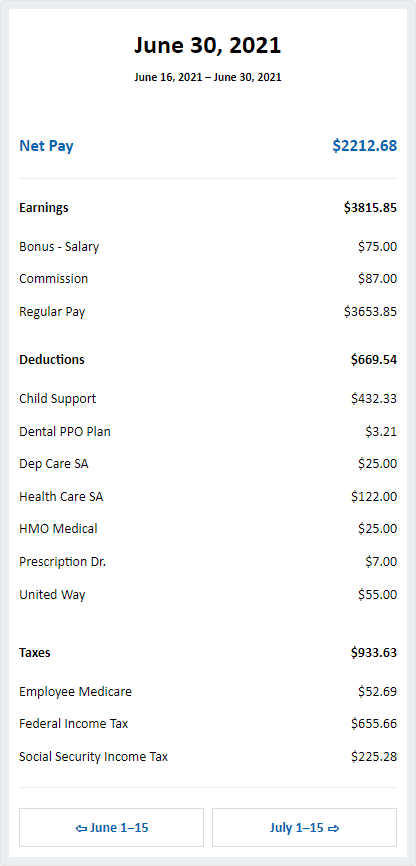 June 30, 2021
June 16, 2021 – June 30, 2021
Net Pay $2212.68
Earnings $3815.85
Bonus - Salary $75.00
Commission $87.00
Regular Pay $3653.85
Deductions $669.54
Child Support $432.33
Dental PPO Plan $3.21
Dep Care SA $25.00
Health Care SA $122.00
HMO Medical $25.00
Prescription Dr. $7.00
United Way $55.00
Taxes $933.63
Employee Medicare $52.69
Federal Income Tax $655.66
Social Security Income Tax $225.28
⇦ June 1–15 July 1–15 ⇨